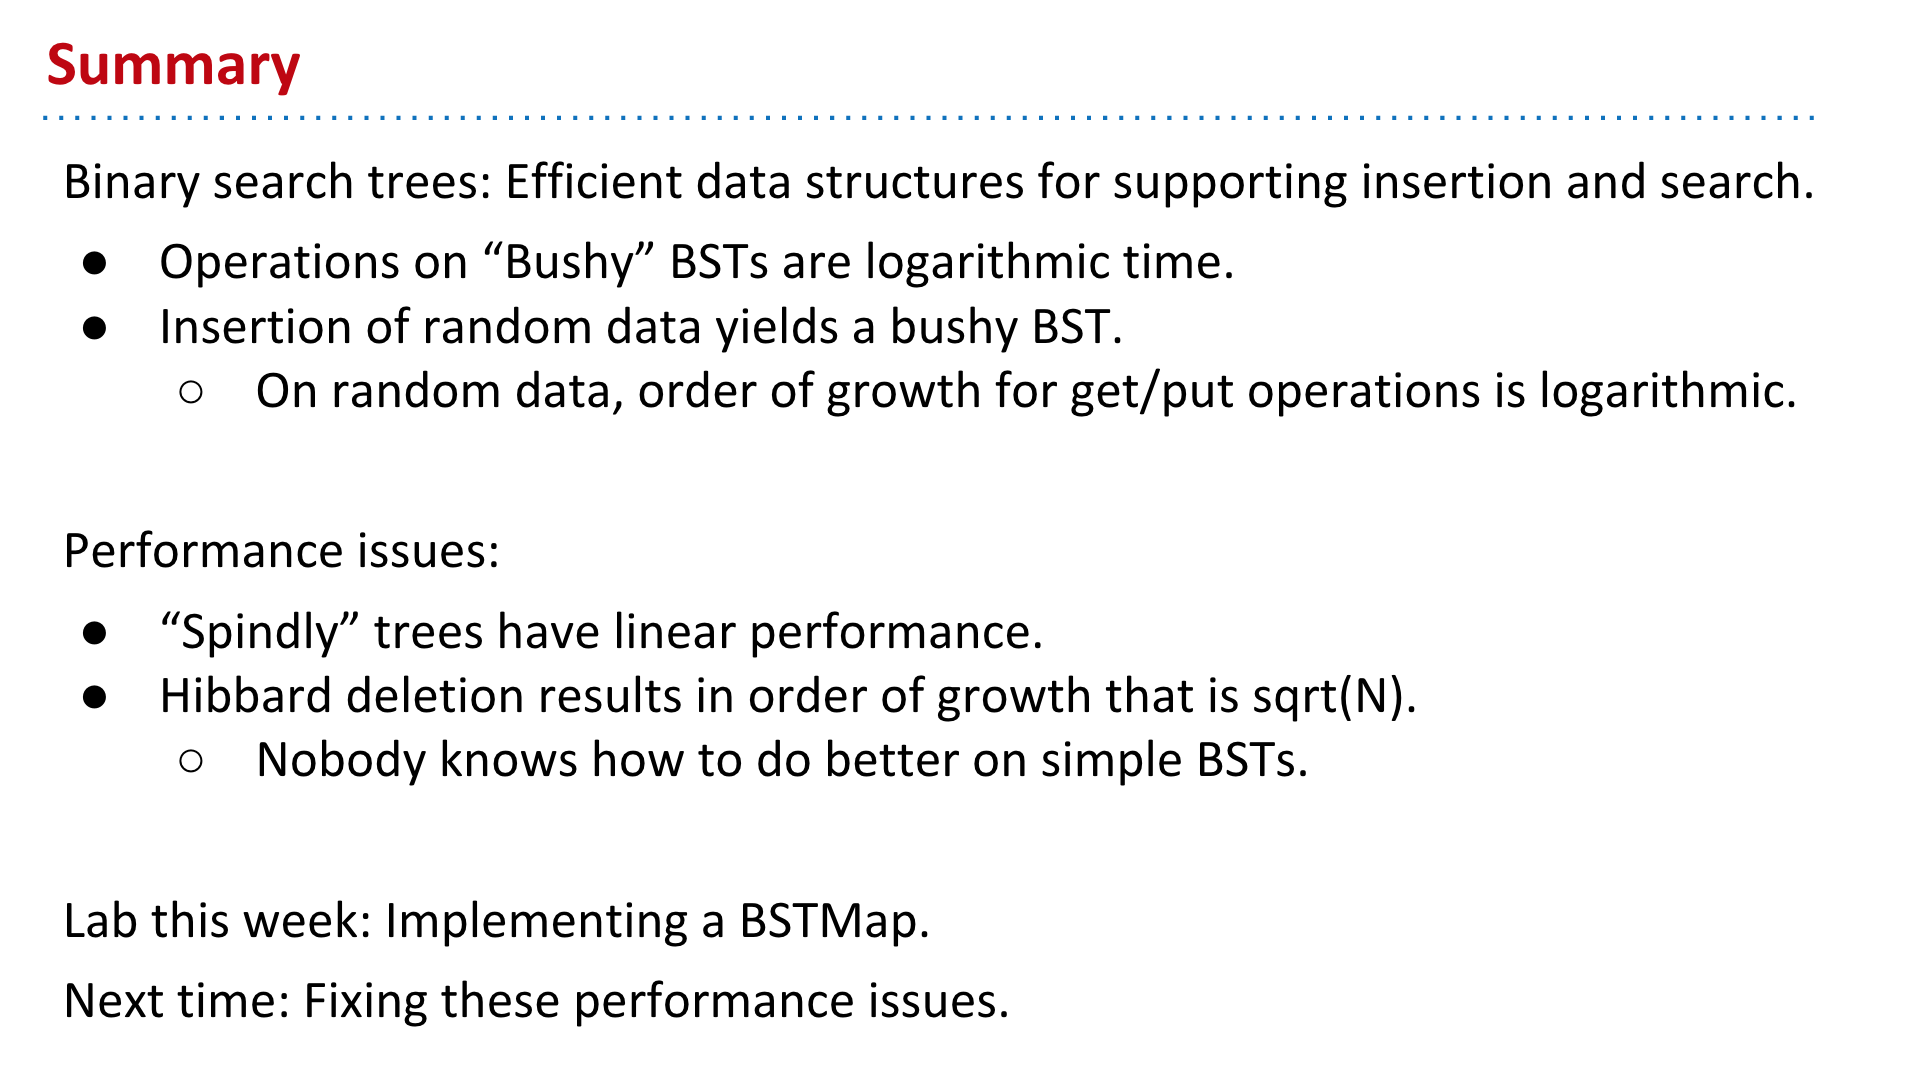 Summary
Binary search trees: Efficient data structures for supporting insertion and search.
● Operations on “Bushy” BSTs are logarithmic time.
● Insertion of random data yields a bushy BST.
○ On random data, order of growth for get/put operations is logarithmic.
Performance issues:
● “Spindly” trees have linear performance.
● Hibbard deletion results in order of growth that is sqrt(N).
○ Nobody knows how to do better on simple BSTs.
Lab this week: Implementing a BSTMap.
Next time: Fixing these performance issues.